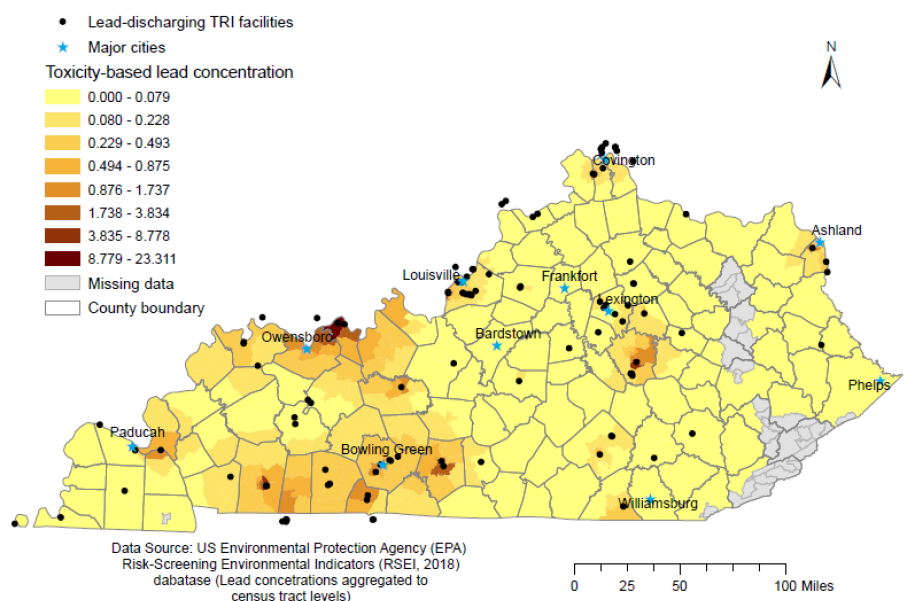 Lead-discharging TRI facilities
Major cities
Toxicity-based lead concentration
0.000 - 0.079
0.080 - 0.228
0.229 - 0.493
0.494 - 0.875
0.876 - 1.737
1.738 - 3.834
3.835 - 8.778
8.779 - 23.311
Missing data
County boundary
N
Covington
Ashland
Louisville
Frankfort
Lexington
Owensboro
Bardstown
Phelps
Paducah
Bowling Green
Williamsburg
Data Source: US Environmental Protection Agency (EPA)
Risk-Screening Environmental Indicators (RSEI, 2018)
dabatase (Lead concetrations aggregated to
census tract levels)
0 12.5 25 50 75 100 Miles